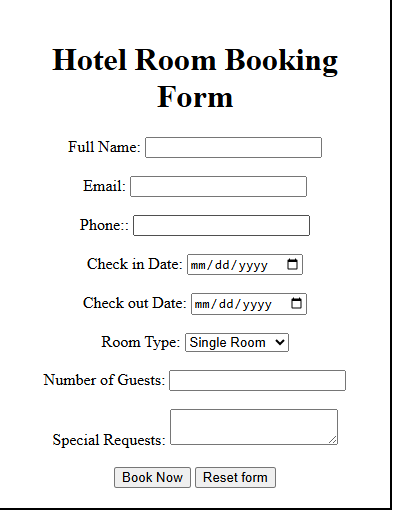 Hotel Room Booking
Form
Full Name:
Email:
Phone::
Check in Date: mm/dd/yyyy
Check out Date: mm/dd/yyyy
Room Type: Single Room
Number of Guests:
Special Requests:
Book Now Reset form